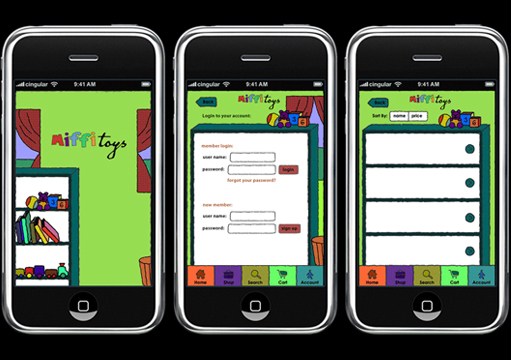 cingular
9:41 AM
Miffi toys
cingular
9:41 AM
back
Miffi toys
Login to your account:
member login:
user name:
password:
login
forgot your password?
new member:
user name:
password:
sign up
Home
Shop
Search
Cart
Account
cingular
9:41 AM
back
Miffi toys
Sort By:
name
price
Home
Shop
Search
Cart
Account